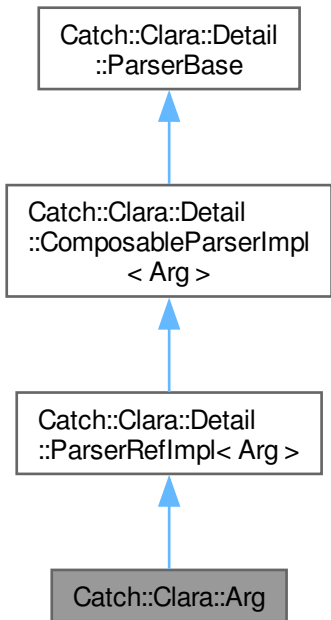 Catch::Clara::Detail
::ParserBase
Catch::Clara::Detail
::ComposableParserImpl
< Arg >
Catch::Clara::Detail
::ParserRefImpl< Arg >
Catch::Clara::Arg